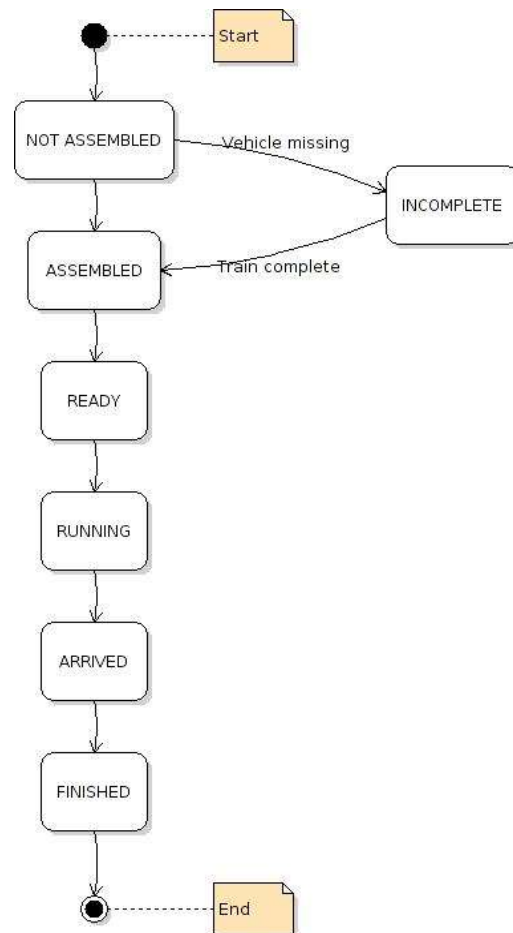 Start
NOT ASSEMBLED
Vehicle missing
INCOMPLETE
ASSEMBLED
Train complete
READY
RUNNING
ARRIVED
FINISHED
End